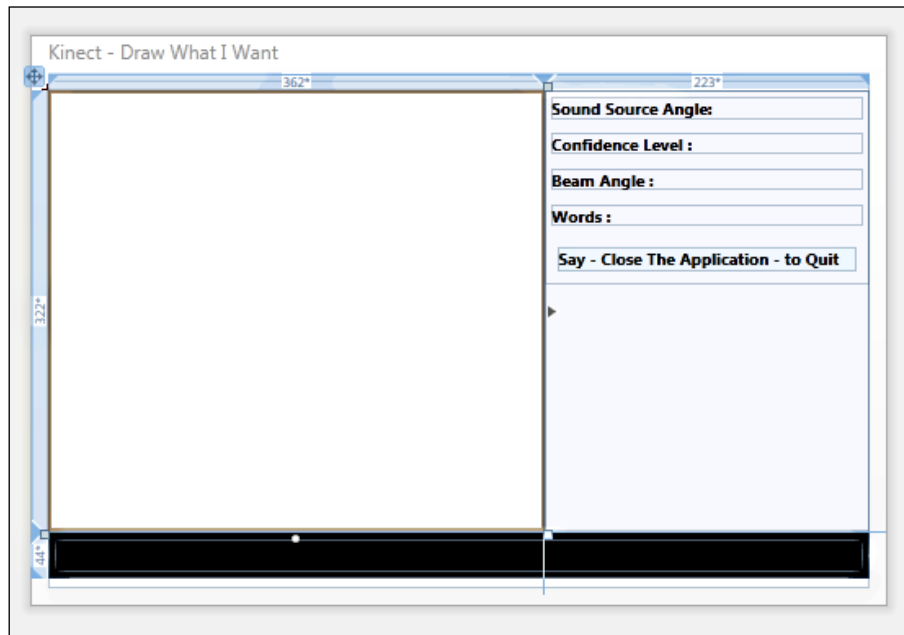 Kinect - Draw What I Want
362*
223*
Sound Source Angle:
Confidence Level :
Beam Angle :
Words :
Say - Close The Application - to Quit
322*
44*